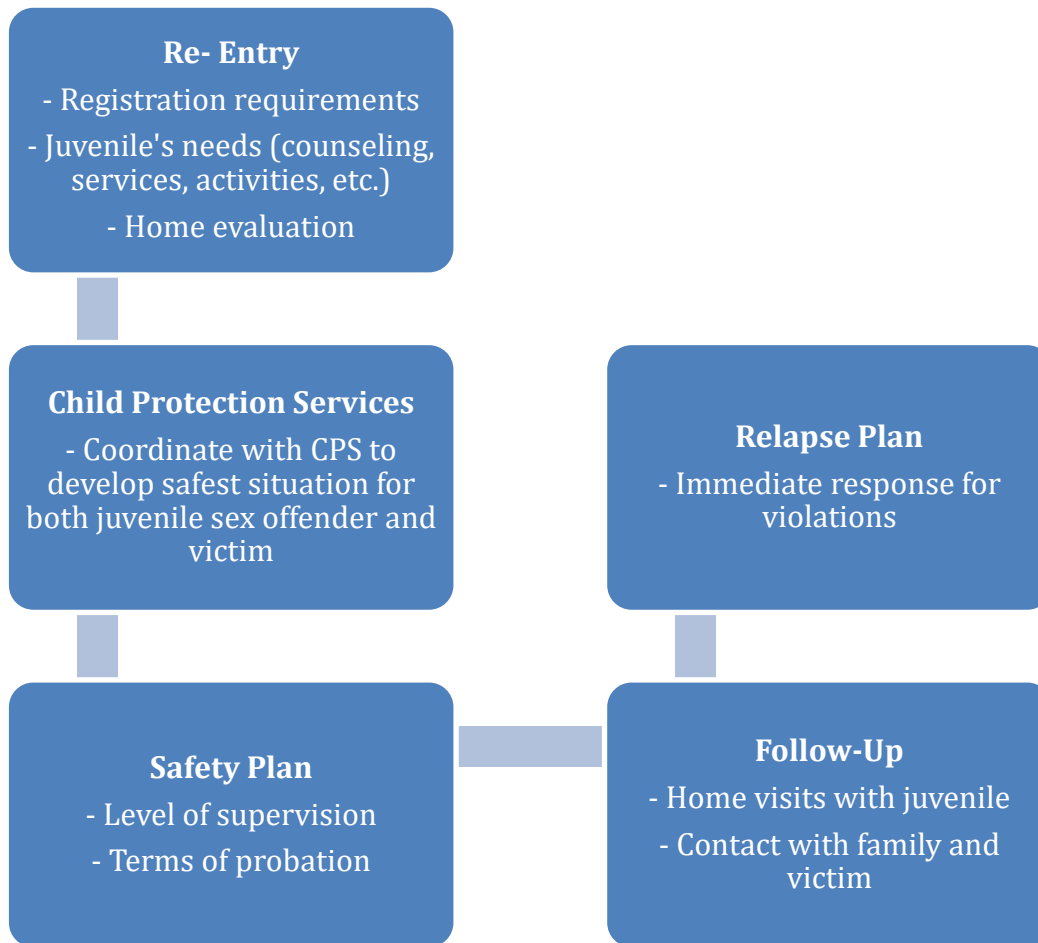 Re- Entry
- Registration requirements
- Juvenile's needs (counseling,
services, activities, etc.)
- Home evaluation
Child Protection Services
- Coordinate with CPS to
develop safest situation for
both juvenile sex offender and
victim
Safety Plan
- Level of supervision
- Terms of probation
Follow-Up
- Home visits with juvenile
- Contact with family and
victim
Relapse Plan
- Immediate response for
violations